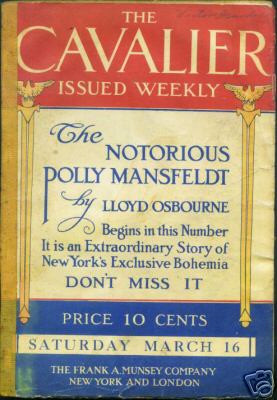 THE
CAVALIER
ISSUED WEEKLY
The
NOTORIOUS
POLLY MANSFELDT
by LLOYD OSBOURNE
Begins in this Number
It is an Extraordinary Story of
New York's Exclusive Bohemia
DON'T MISS IT
PRICE 10 CENTS
SATURDAY MARCH 16
THE FRANK A. MUNSEY COMPANY
NEW YORK AND LONDON